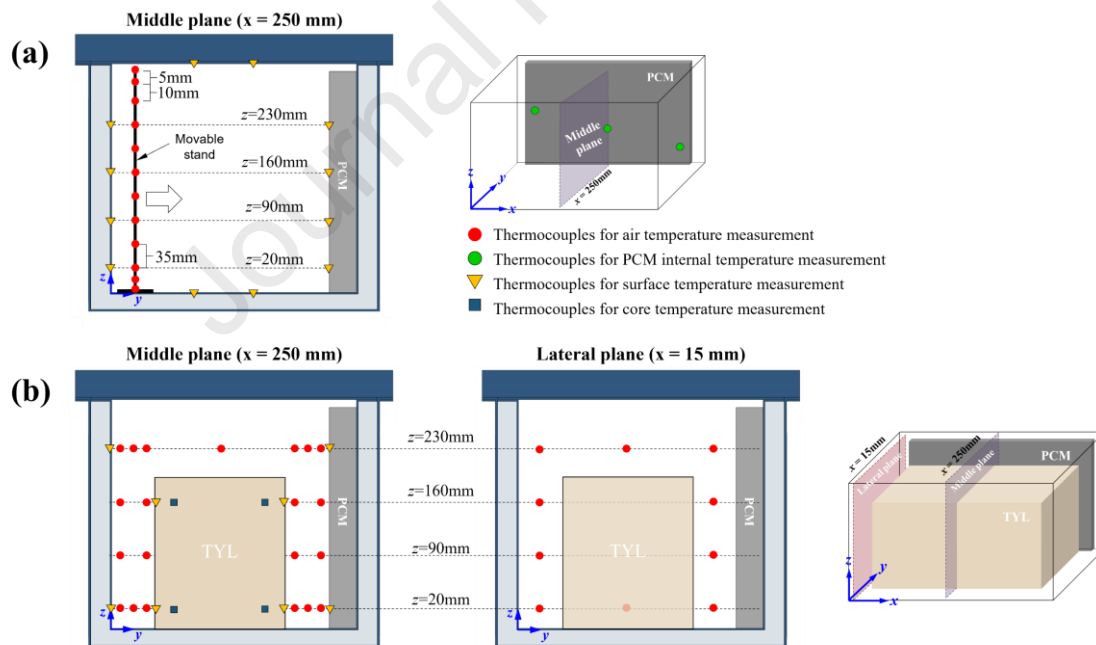 Middle plane (x = 250 mm)
(a)
5mm
10mm
z=230mm
Movable
stand
z=160mm
PCM
z=90mm
35mm
z=20mm
z
y
PCM
Middle
plane
x = 250mm
z
y
x
Thermocouples for air temperature measurement
Thermocouples for PCM internal temperature measurement
Thermocouples for surface temperature measurement
Thermocouples for core temperature measurement
Journal
Middle plane (x = 250 mm)
Lateral plane (x = 15 mm)
(b)
z=230mm
z=160mm
PCM
PCM
TYL
TYL
z=90mm
z=20mm
z
y
z
y
x = 15mm
x = 250mm
Lateral plane
Middle plane
PCM
TYL
z
y
x